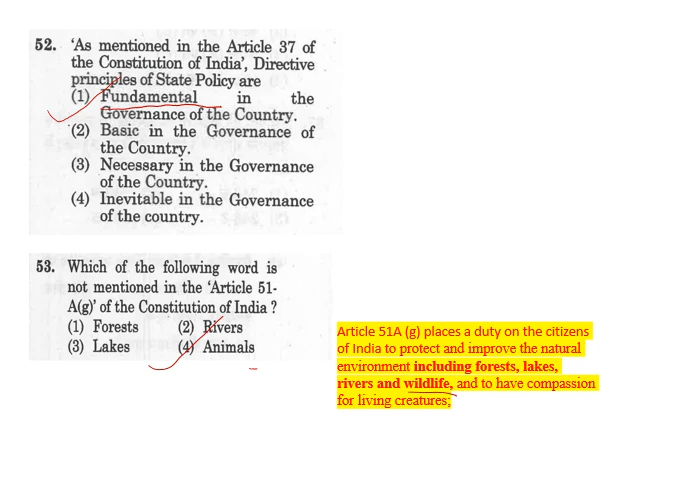 52. 'As mentioned in the Article 37 of
the Constitution of India', Directive
principles of State Policy are
(1) Fundamental in the
Governance of the Country.
(2) Basic in the Governance of
the Country.
(3) Necessary in the Governance
of the Country.
(4) Inevitable in the Governance
of the country.
53. Which of the following word is
not mentioned in the 'Article 51-
A(g)' of the Constitution of India ?
(1) Forests (2) Rivers
(3) Lakes (4) Animals
Article 51A (g) places a duty on the citizens
of India to protect and improve the natural
environment including forests, lakes,
rivers and wildlife, and to have compassion
for living creatures;